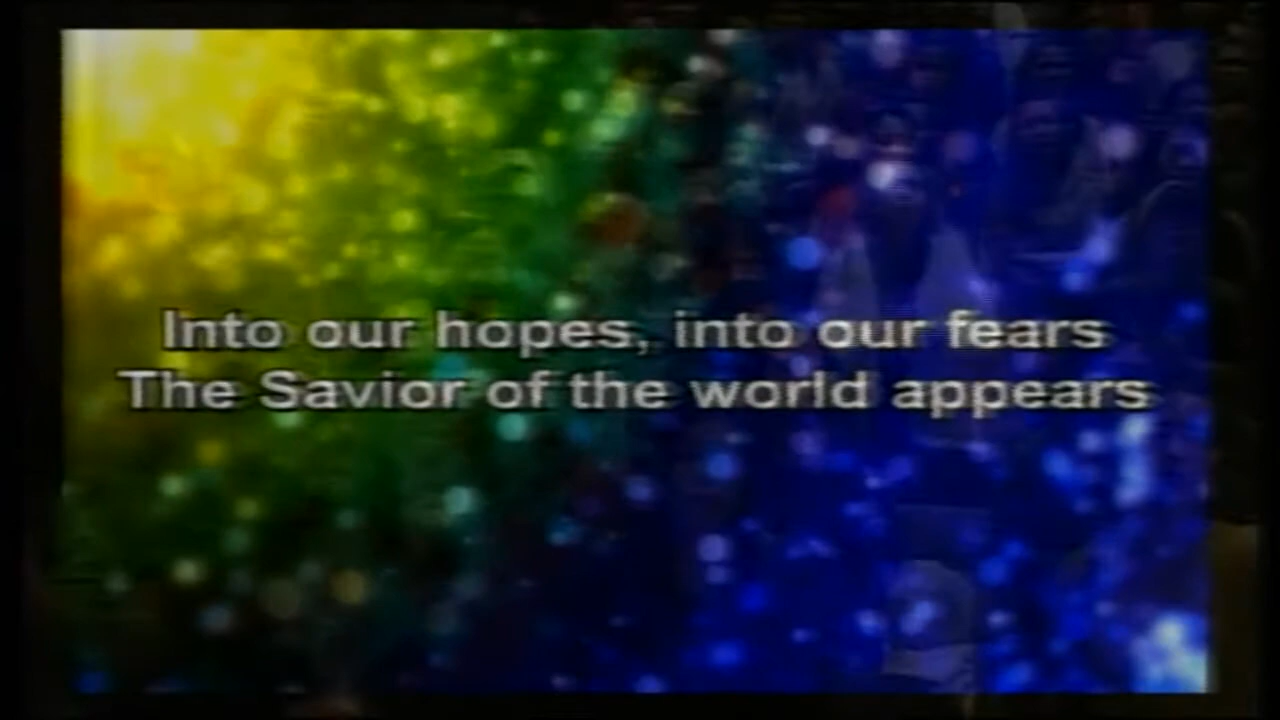 Into our hopes, into our fears
The Savior of the world appears